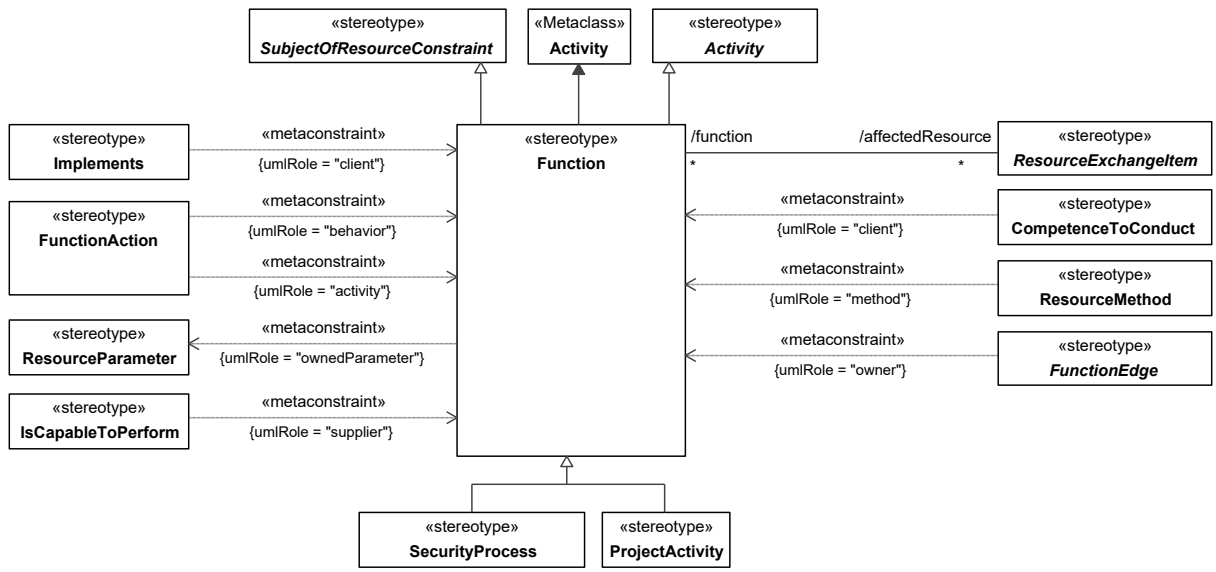 «stereotype»
SubjectOfResourceConstraint
«Metaclass»
Activity
«stereotype»
Activity
«stereotype»
Implements
«metaconstraint»
{umlRole = "client"}
«stereotype»
FunctionAction
«metaconstraint»
{umlRole = "behavior"}
«metaconstraint»
{umlRole = "activity"}
«stereotype»
ResourceParameter
«metaconstraint»
{umlRole = "ownedParameter"}
«stereotype»
IsCapableToPerform
«metaconstraint»
{umlRole = "supplier"}
«stereotype»
Function
/function
/affectedResource
*
*
«stereotype»
ResourceExchangeItem
«metaconstraint»
{umlRole = "client"}
«stereotype»
CompetenceToConduct
«metaconstraint»
{umlRole = "method"}
«stereotype»
ResourceMethod
«metaconstraint»
{umlRole = "owner"}
«stereotype»
FunctionEdge
«stereotype»
SecurityProcess
«stereotype»
ProjectActivity